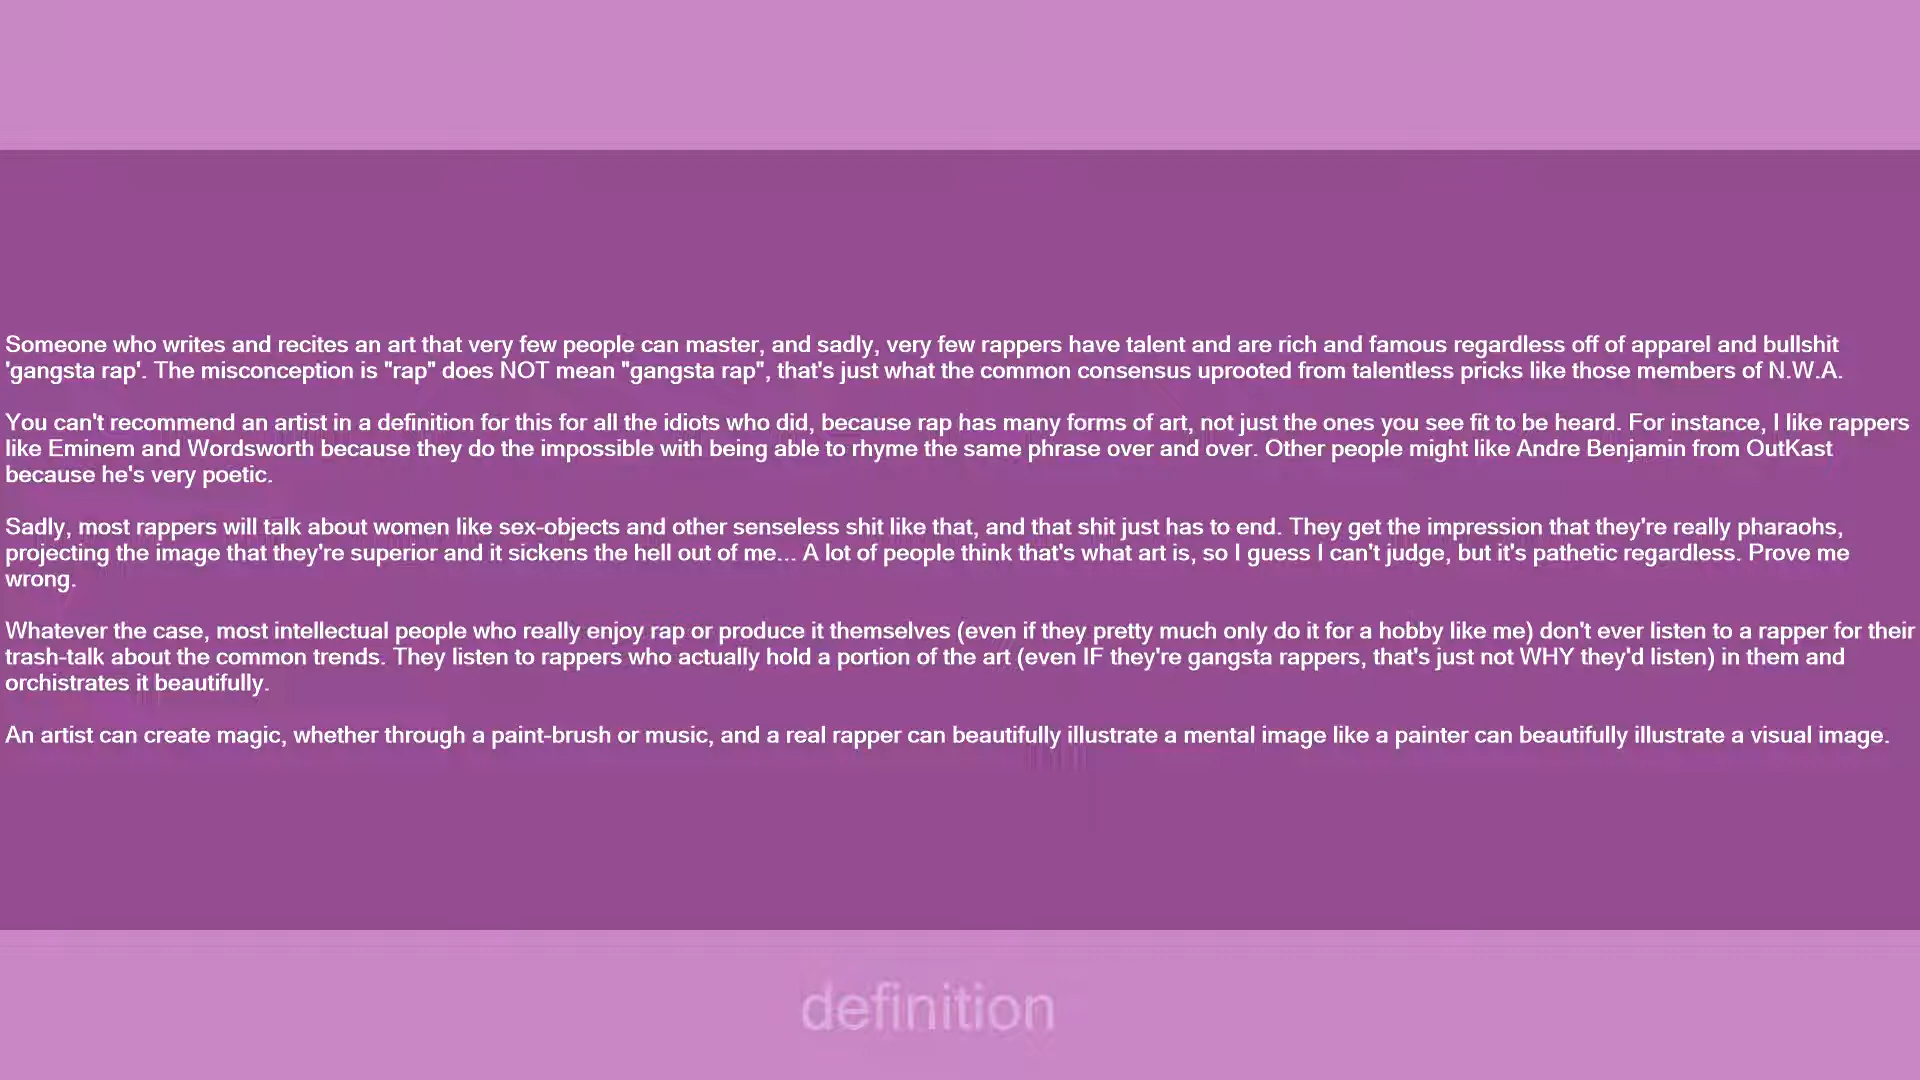 Someone who writes and recites an art that very few people can master, and sadly, very few rappers have talent and are rich and famous regardless off of apparel and bullshit
'gangsta rap'. The misconception is "rap" does NOT mean "gangsta rap", that's just what the common consensus uprooted from talentless pricks like those members of N.W.A.
You can't recommend an artist in a definition for this for all the idiots who did, because rap has many forms of art, not just the ones you see fit to be heard. For instance, I like rappers
like Eminem and Wordsworth because they do the impossible with being able to rhyme the same phrase over and over. Other people might like Andre Benjamin from OutKast
because he's very poetic.
Sadly, most rappers will talk about women like sex-objects and other senseless shit like that, and that shit just has to end. They get the impression that they're really pharaohs,
projecting the image that they're superior and it sickens the hell out of me... A lot of people think that's what art is, so I guess I can't judge, but it's pathetic regardless. Prove me
wrong.
Whatever the case, most intellectual people who really enjoy rap or produce it themselves (even if they pretty much only do it for a hobby like me) don't ever listen to a rapper for their
trash-talk about the common trends. They listen to rappers who actually hold a portion of the art (even IF they're gangsta rappers, that's just not WHY they'd listen) in them and
orchistrates it beautifully.
An artist can create magic, whether through a paint-brush or music, and a real rapper can beautifully illustrate a mental image like a painter can beautifully illustrate a visual image.
definition